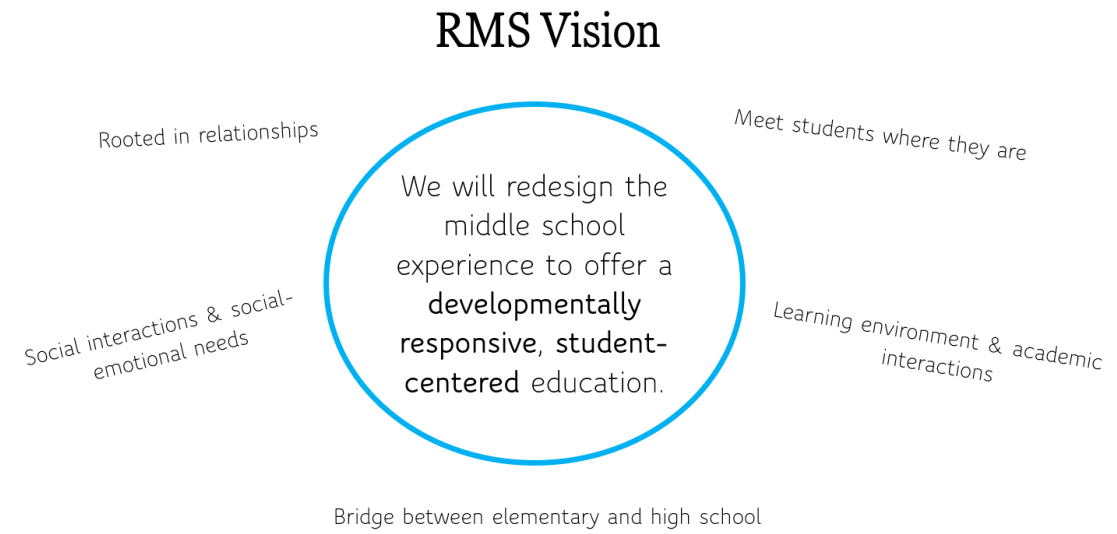 RMS Vision
Rooted in relationships
Meet students where they are
We will redesign the
middle school
experience to offer a
developmentally
responsive, student-
centered education.
Social interactions & social-
emotional needs
Learning environment & academic
interactions
Bridge between elementary and high school